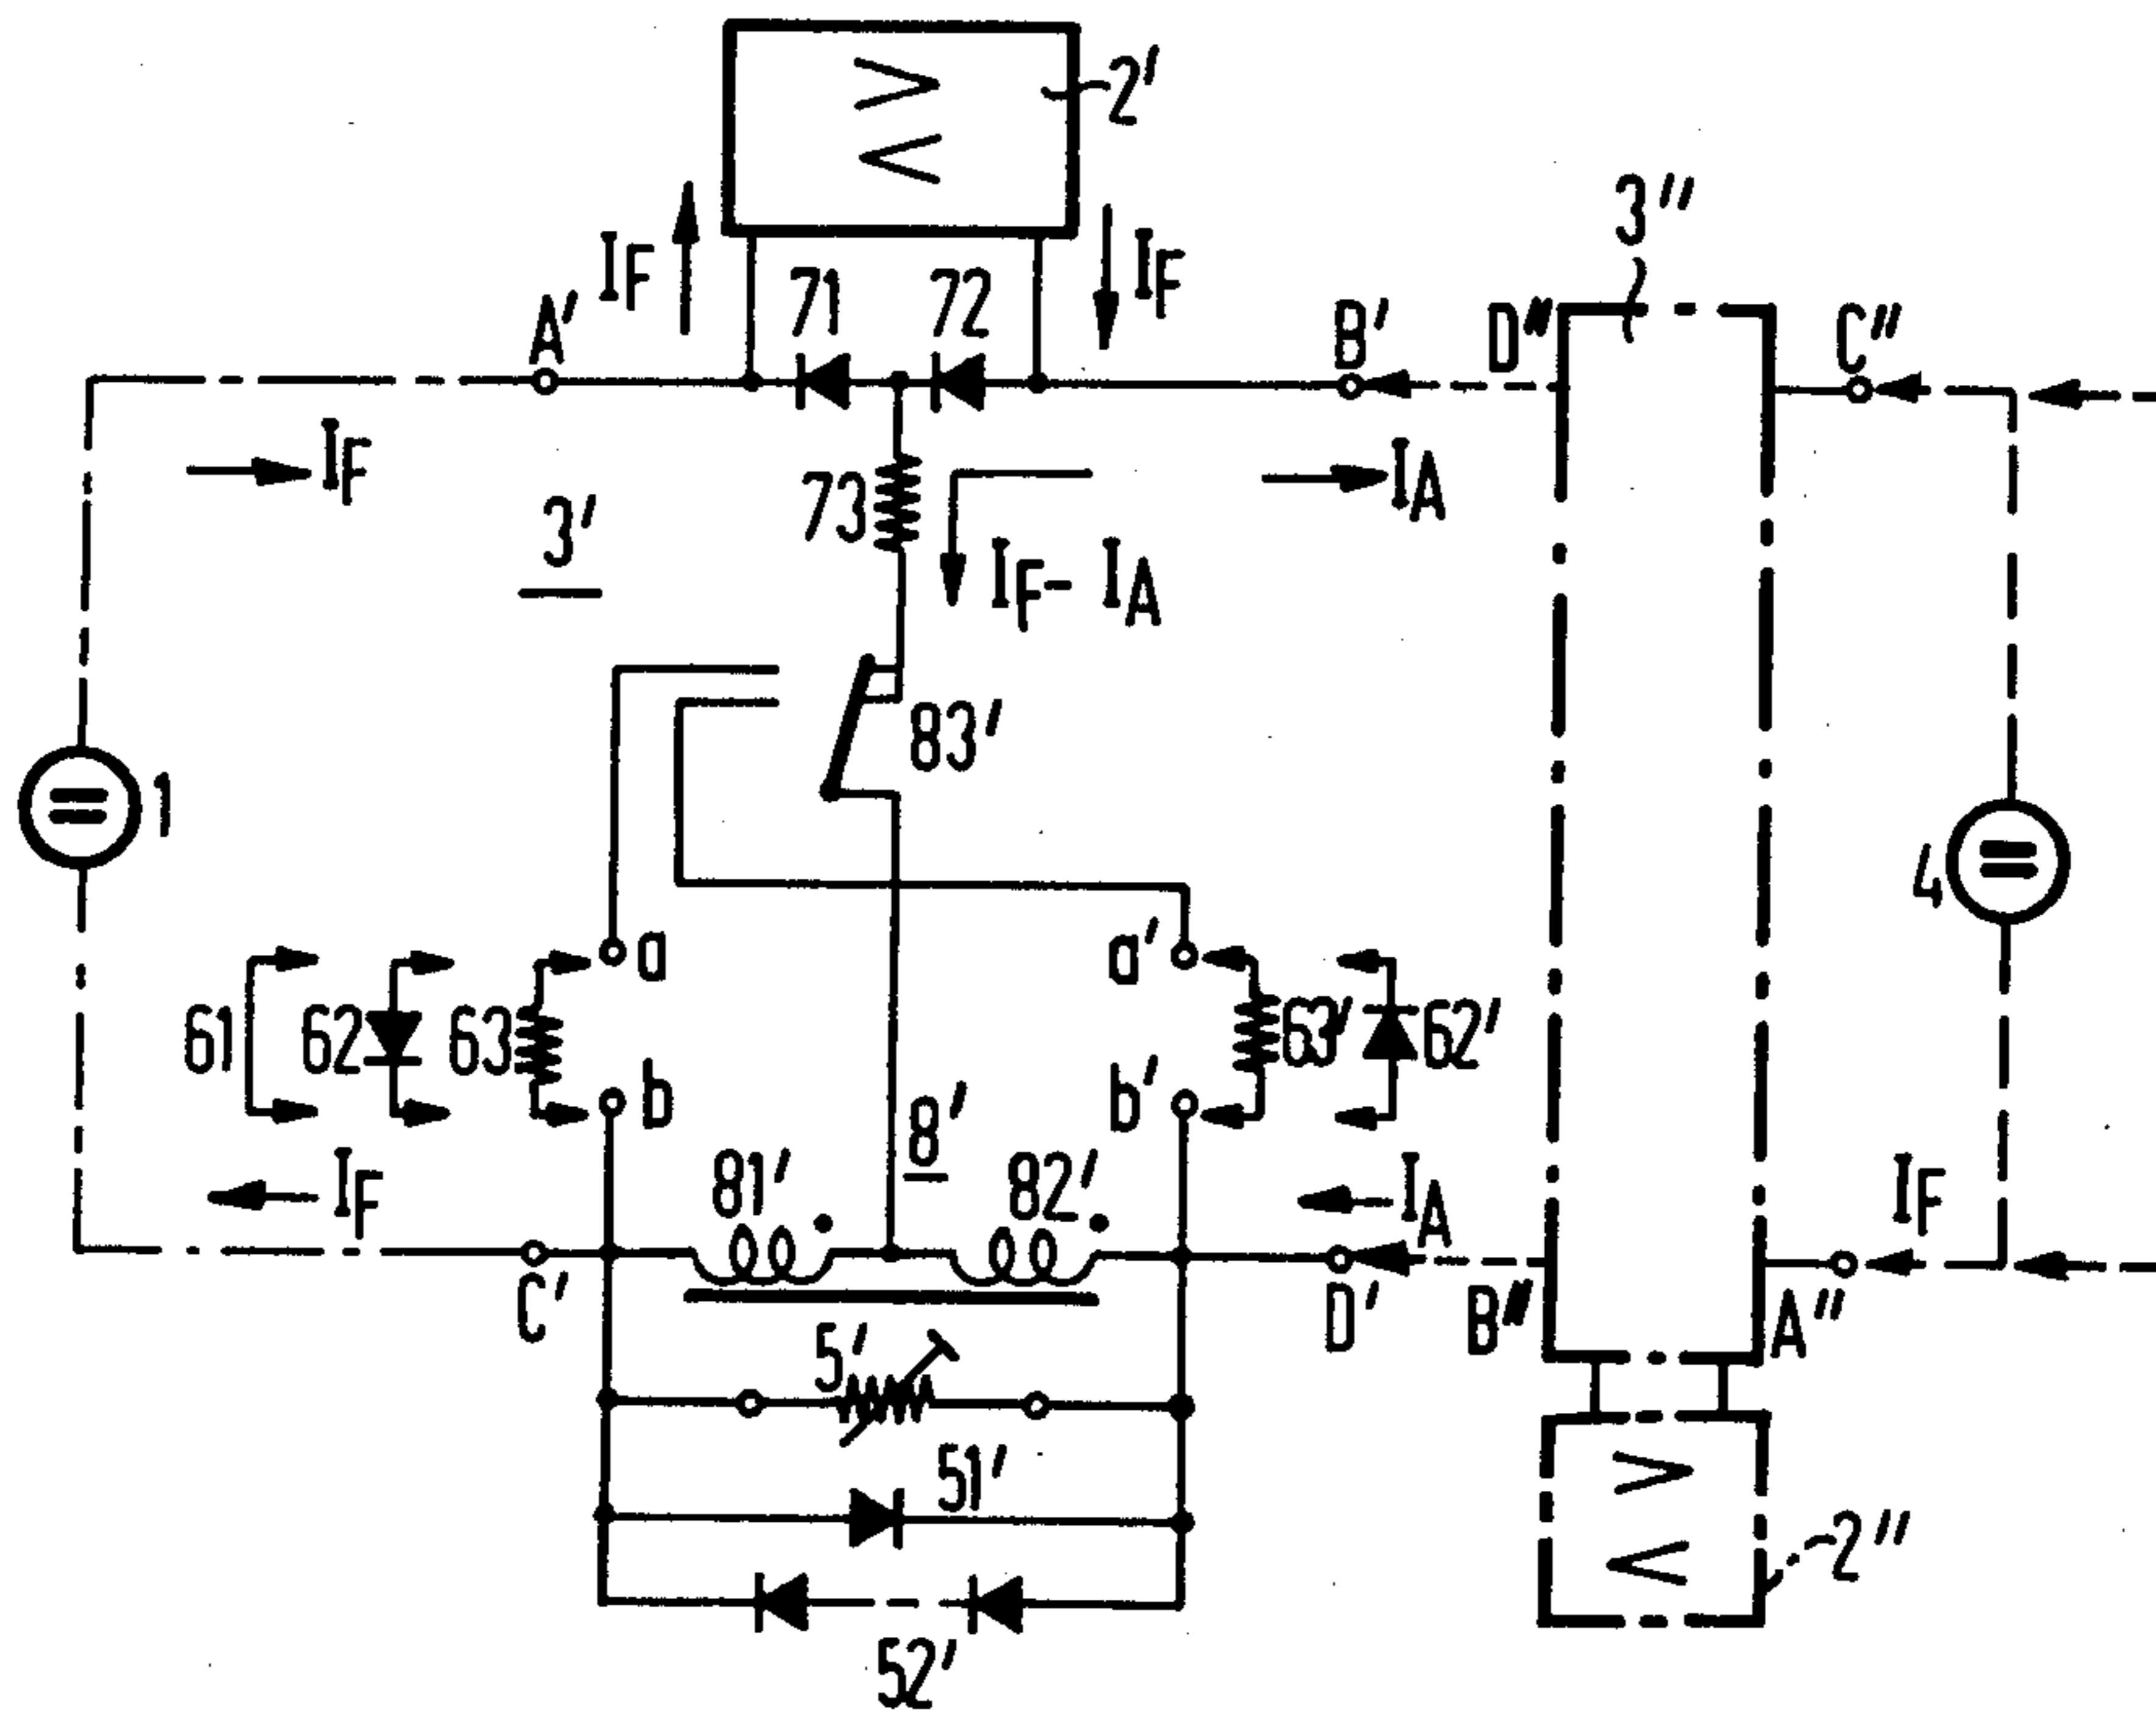 2'
3"
IF
71
72
IF
A'
B'
D"
C"
IF
73
IA
3'
IF- IA
83'
1
4
a
a'
61
62
63
63'
62'
b
b'
8'
IF
81'
82'
IA
IF
C'
D'
B"
A"
5'
51'
2"
52'